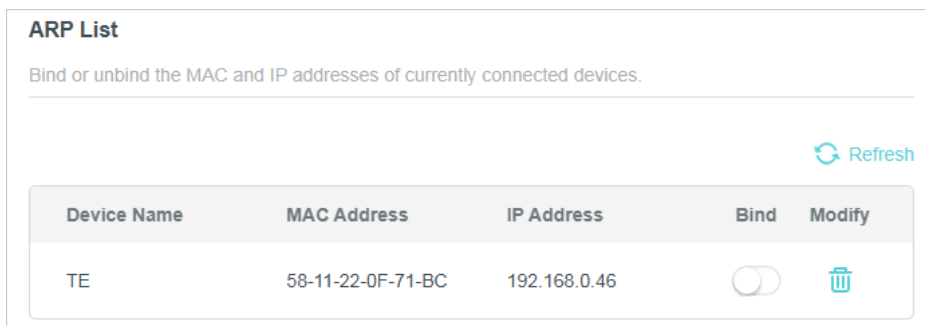 ARP List
Bind or unbind the MAC and IP addresses of currently connected devices.
Refresh
Device Name MAC Address IP Address Bind Modify
TE 58-11-22-0F-71-BC 192.168.0.46